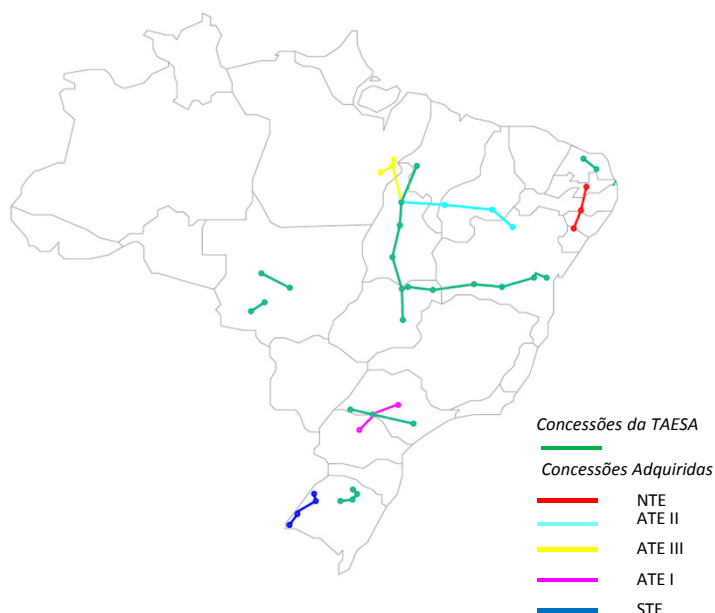 Concessões da TAESA
Concessões Adquiridas
NTE
ATE II
ATE III
ATE I
STE